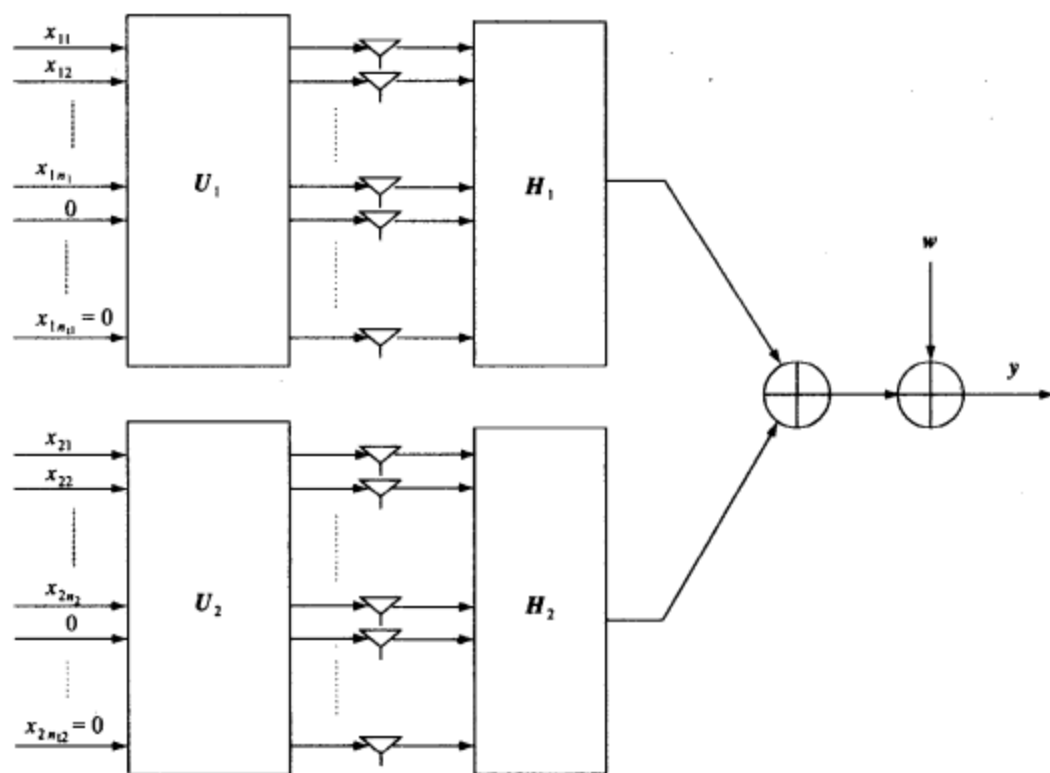 x₁₁
x₁₂
x₁ₙ₁
0
x₁ₙₜ₁ = 0
U₁
H₁
w
y
x₂₁
x₂₂
x₂ₙ₂
0
x₂ₙₜ₂ = 0
U₂
H₂